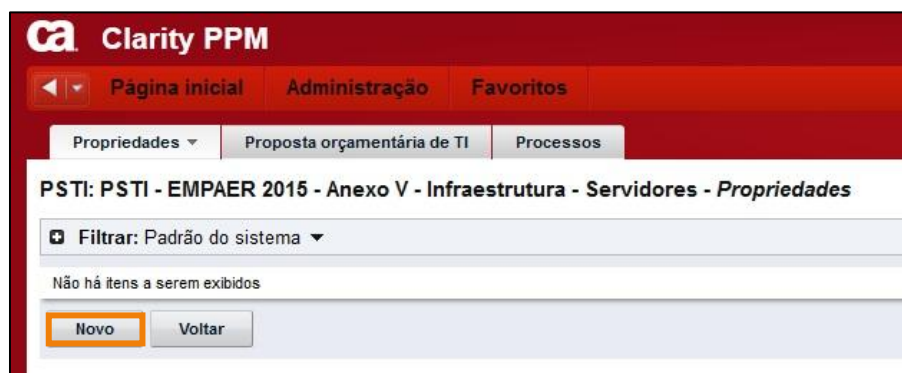 ca Clarity PPM
Página inicial Administração Favoritos
Propriedades Proposta orçamentária de TI Processos
PSTI: PSTI - EMPAER 2015 - Anexo V - Infraestrutura - Servidores - Propriedades
Filtrar: Padrão do sistema
Não há itens a serem exibidos
Novo Voltar